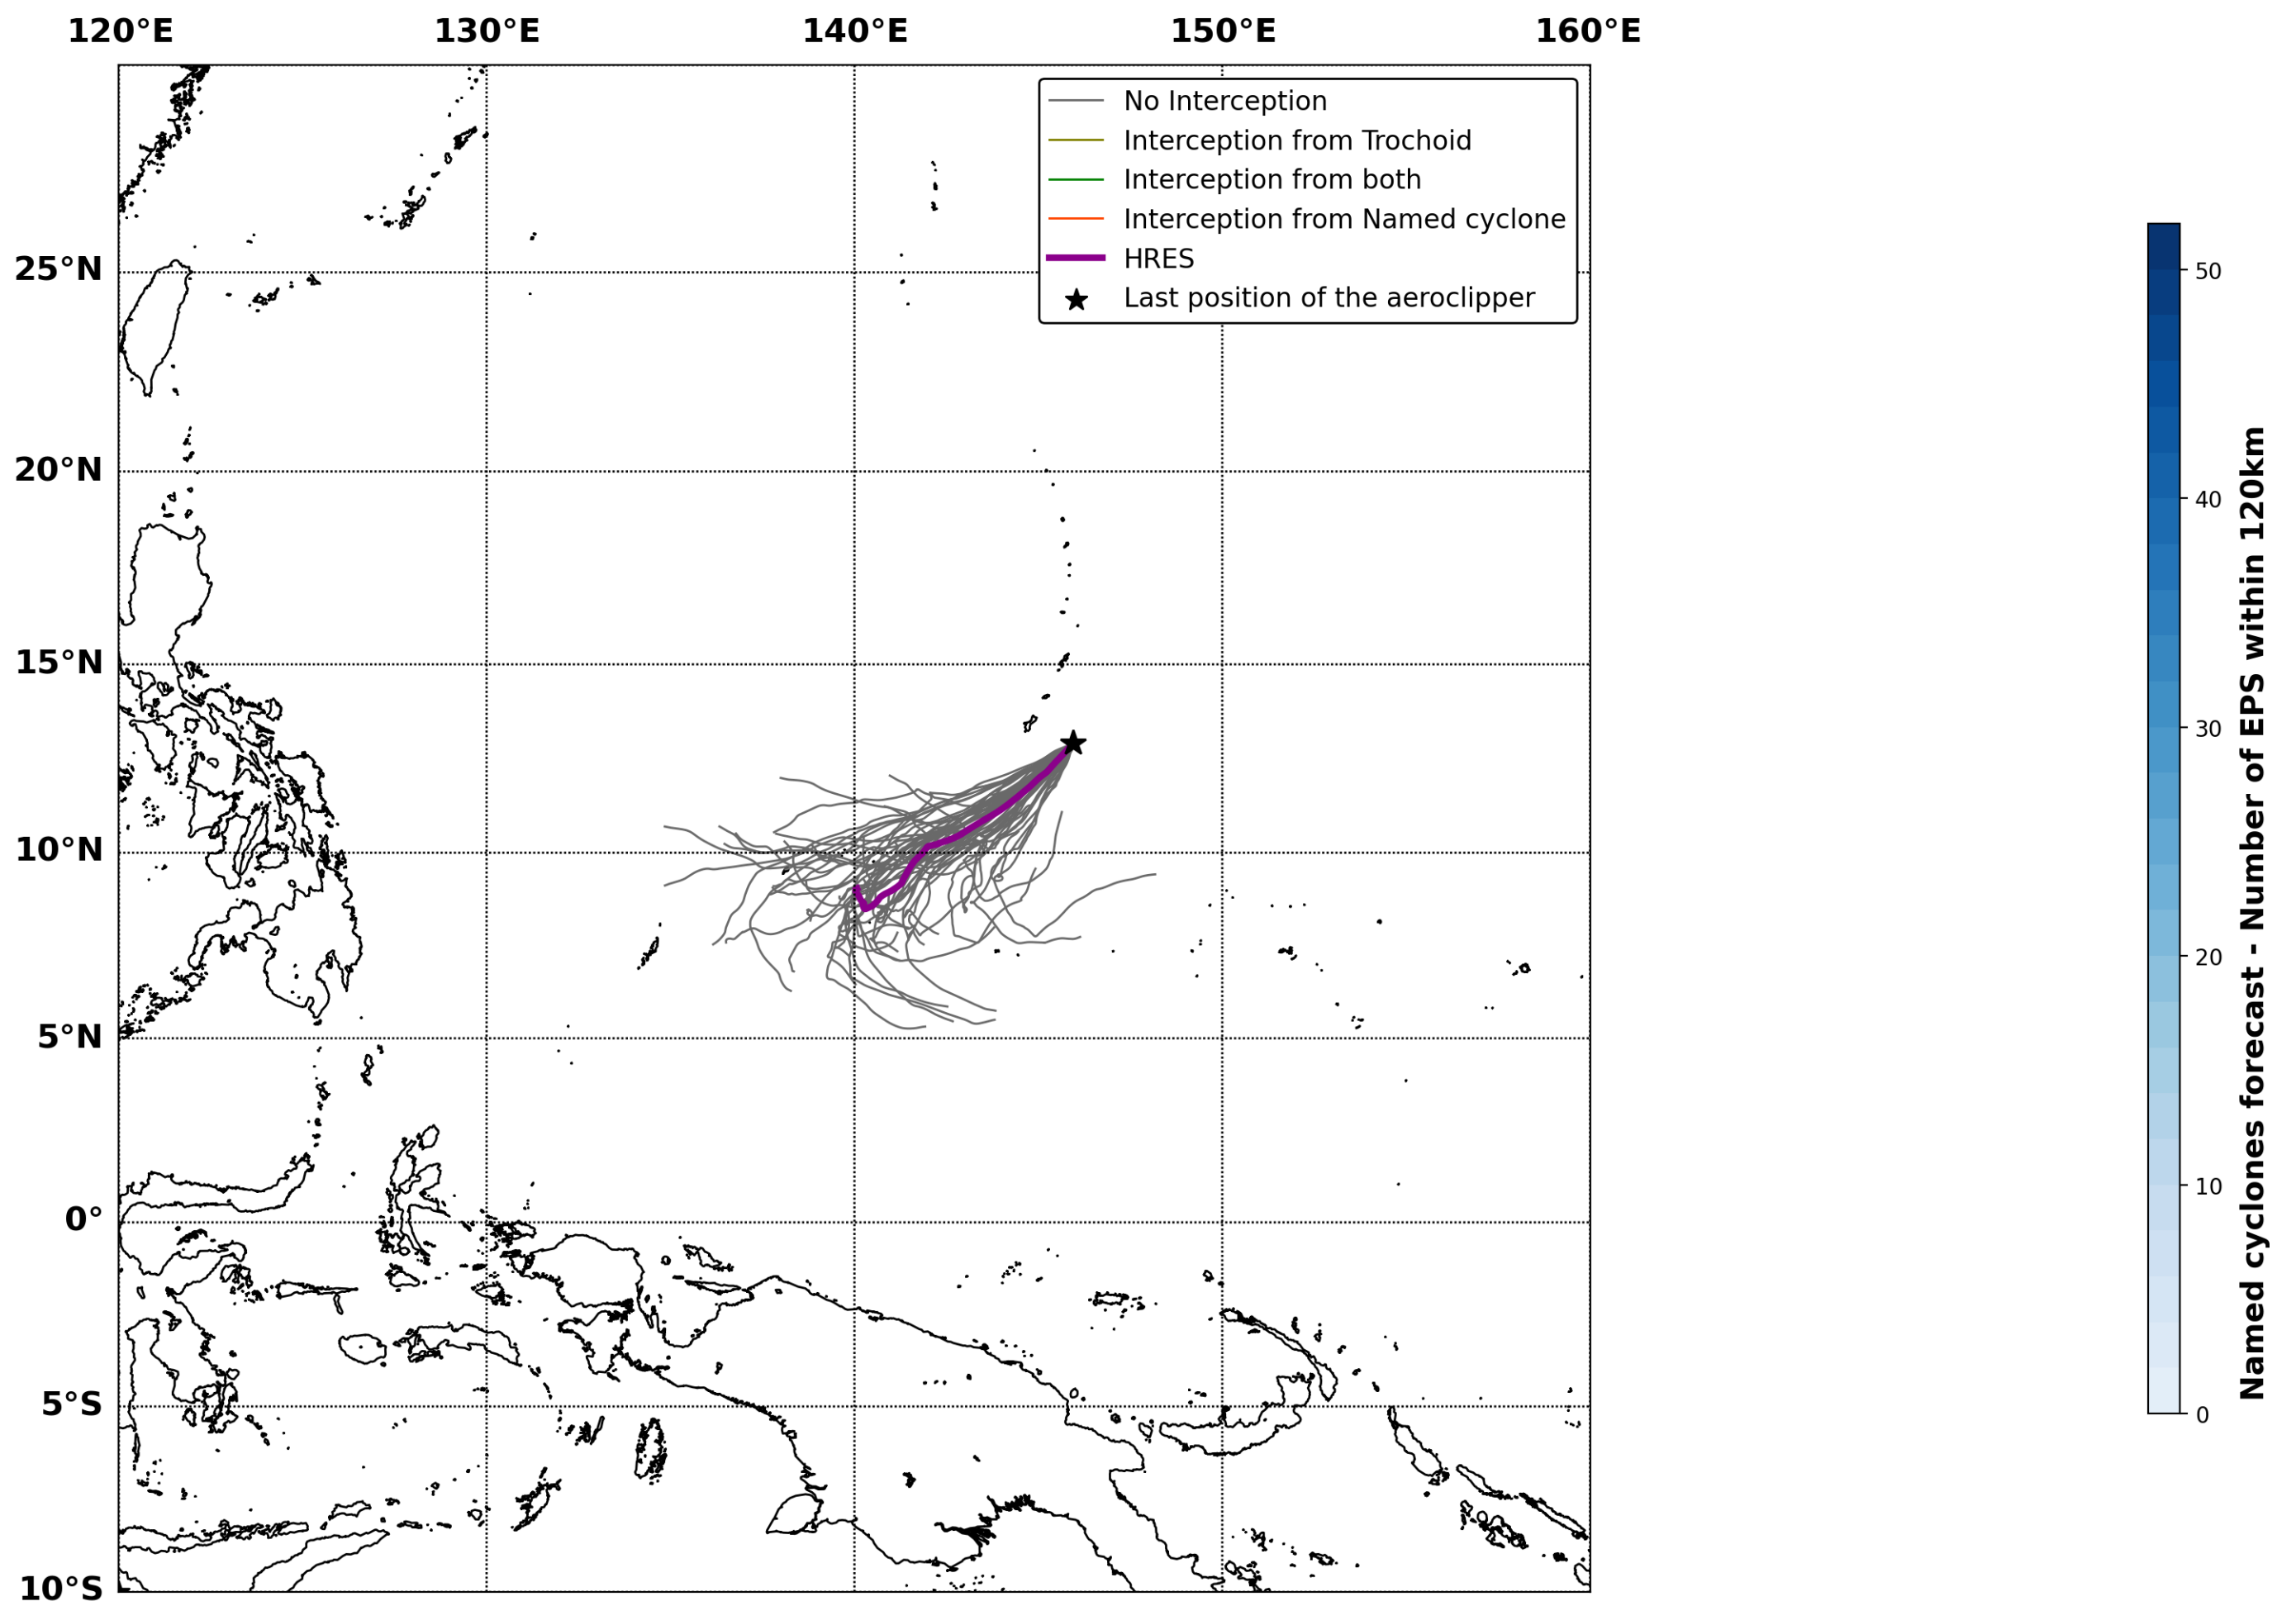 120°E 130°E 140°E 150°E 160°E
No Interception
Interception from Trochoid
Interception from both
Interception from Named cyclone
HRES
Last position of the aeroclipper
25°N
20°N
15°N
10°N
5°N
0°
5°S
10°S
50
40
30
20
10
0
Named cyclones forecast - Number of EPS within 120km